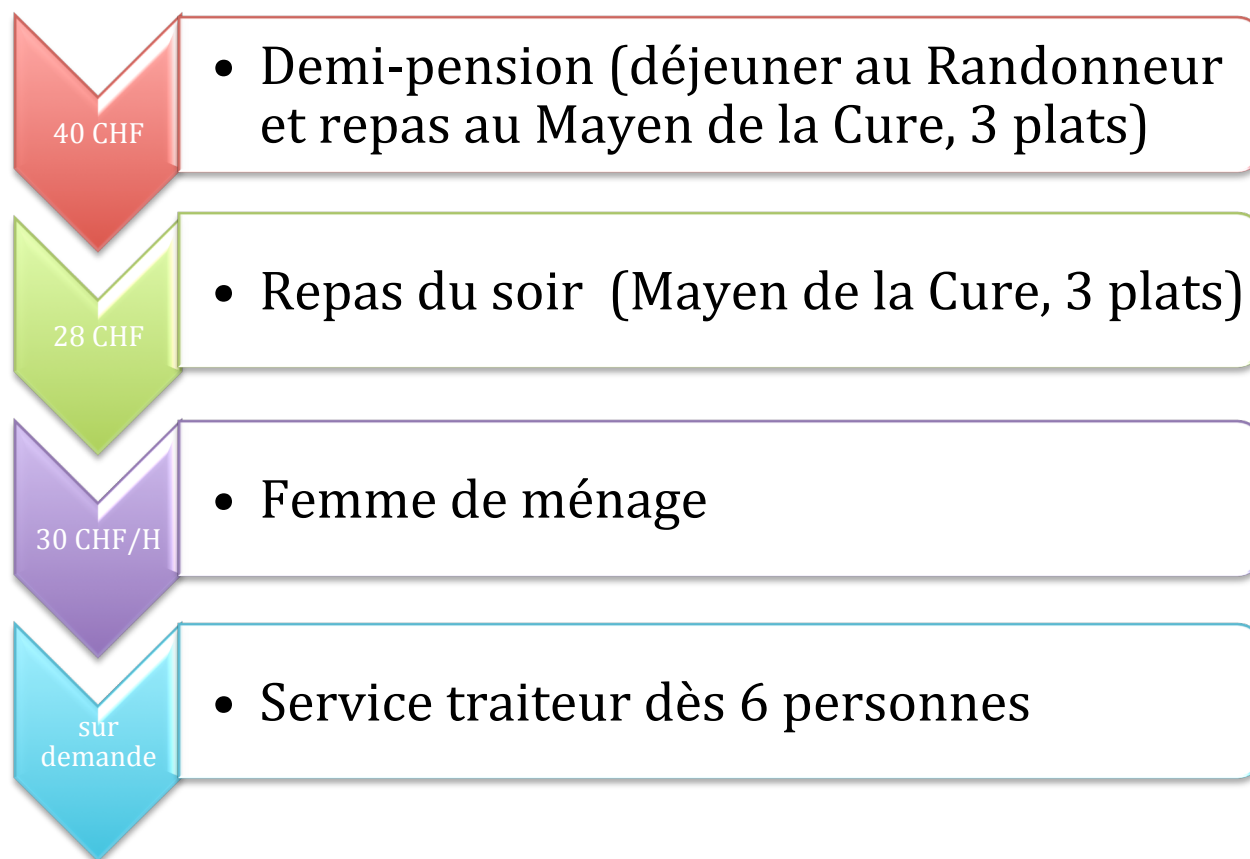 40 CHF
• Demi-pension (déjeuner au Randonneur
et repas au Mayen de la Cure, 3 plats)
28 CHF
• Repas du soir  (Mayen de la Cure, 3 plats)
30 CHF/H
• Femme de ménage
sur
demande
• Service traiteur dès 6 personnes